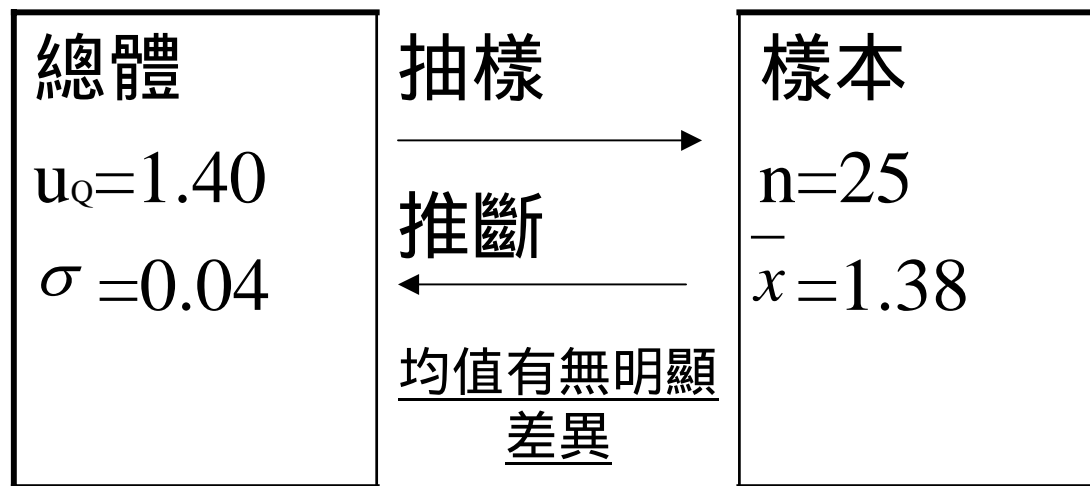 總體
u₀=1.40
σ =0.04
抽樣
推斷
均值有無明顯
差異
樣本
n=25
x̅ =1.38